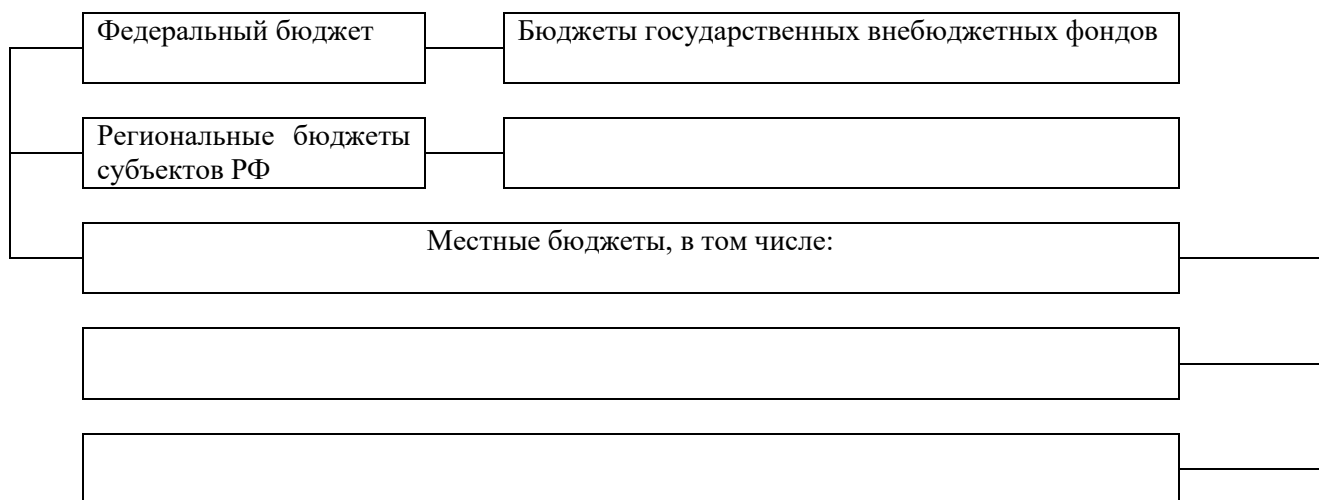 Федеральный бюджет
Бюджеты государственных внебюджетных фондов
Региональные бюджеты
субъектов РФ
Местные бюджеты, в том числе: